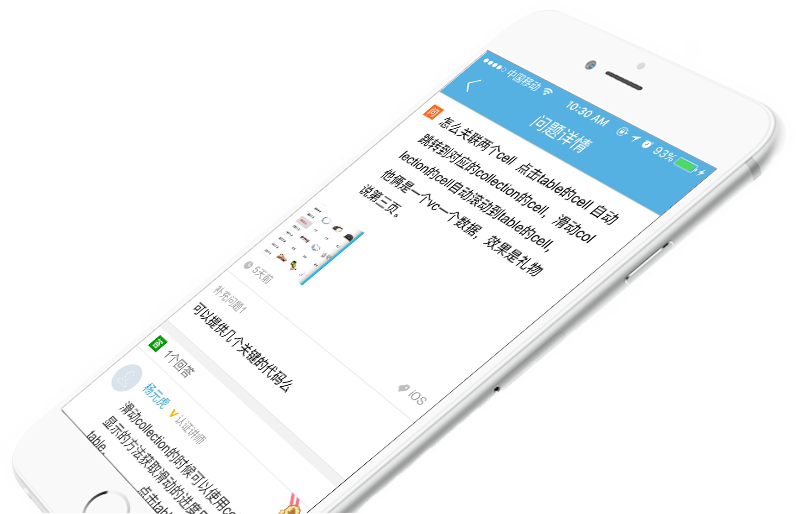 中国移动 10:30 AM 93%
问题详情
问 怎么关联两个cell 点击table的cell 自动
跳转到对应的collection的cell，滑动col
lection的cell自动滚动到table的cell，
他俩是一个vc一个数据，效果是礼物
说第三页。
5天前
iOS
补充问题1
可以提供几个关键的代码么
答 1个回答
杨元虎 V 认证讲师
滑动collection的时候可以使用co
显示的方法获取滑动的进度
table,
点击tab